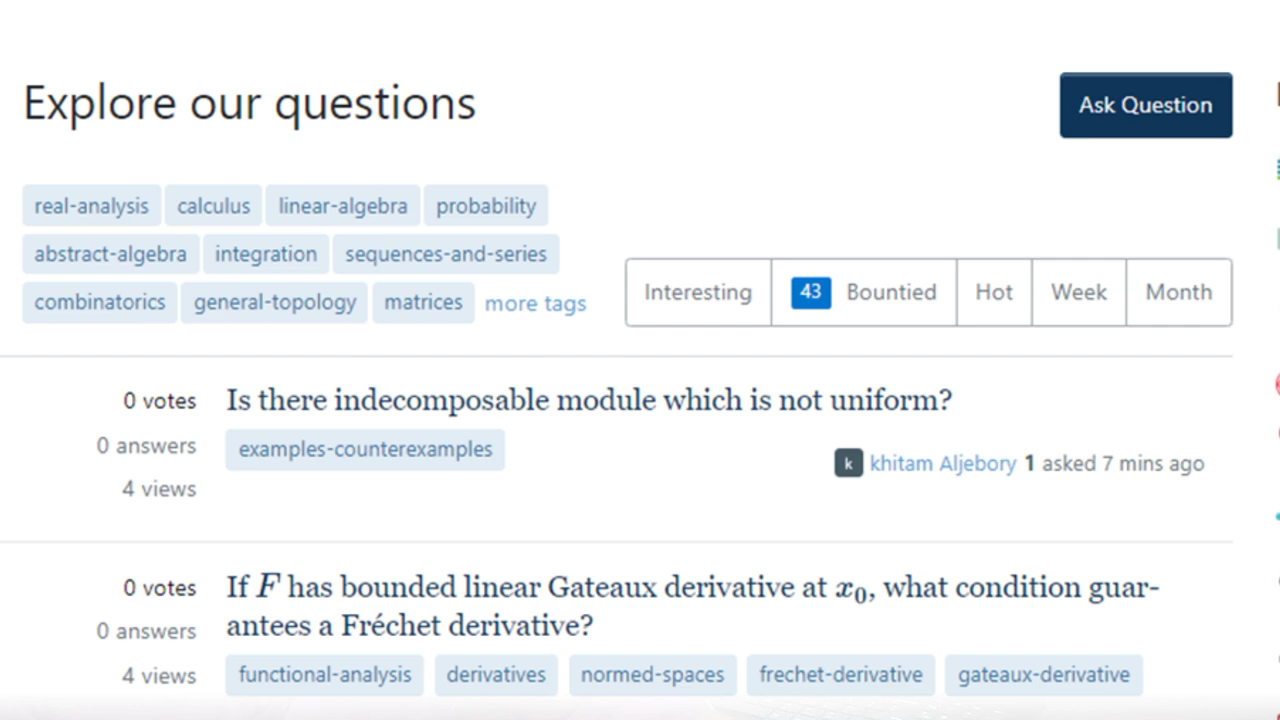 Explore our questions
Ask Question
real-analysis calculus linear-algebra probability
abstract-algebra integration sequences-and-series
combinatorics general-topology matrices more tags
Interesting 43 Bountied Hot Week Month
0 votes
Is there indecomposable module which is not uniform?
0 answers
examples-counterexamples
k khitam Aljebory 1 asked 7 mins ago
4 views
0 votes
If F has bounded linear Gateaux derivative at x₀, what condition guar-
antees a Fréchet derivative?
0 answers
4 views
functional-analysis derivatives normed-spaces frechet-derivative gateaux-derivative